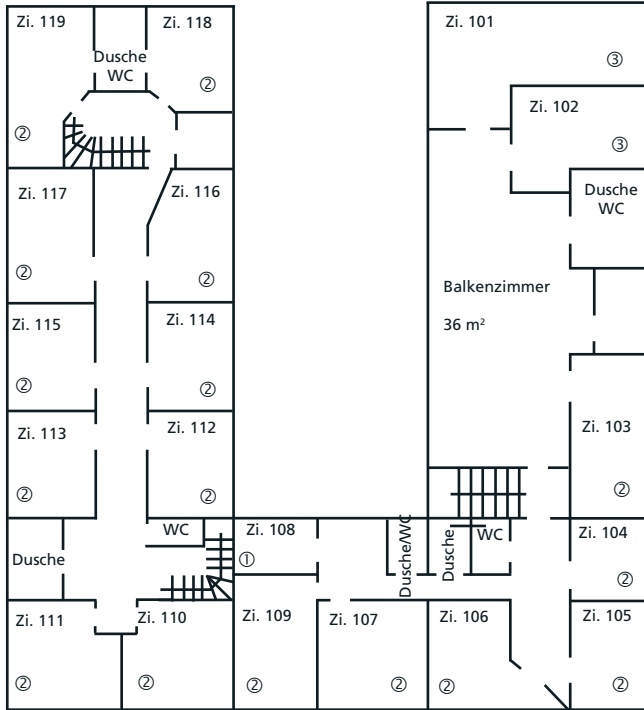 Zi. 119
Zi. 118
Dusche
WC
②
②
Zi. 101
③
Zi. 102
③
Zi. 117
Zi. 116
②
②
Dusche
WC
Balkenzimmer
36 m²
Zi. 115
Zi. 114
②
②
Zi. 113
Zi. 112
②
②
Zi. 103
②
Dusche
WC
Zi. 108
①
Dusche/WC
Dusche
WC
Zi. 104
②
Zi. 111
②
Zi. 110
②
Zi. 109
②
Zi. 107
②
Zi. 106
②
Zi. 105
②